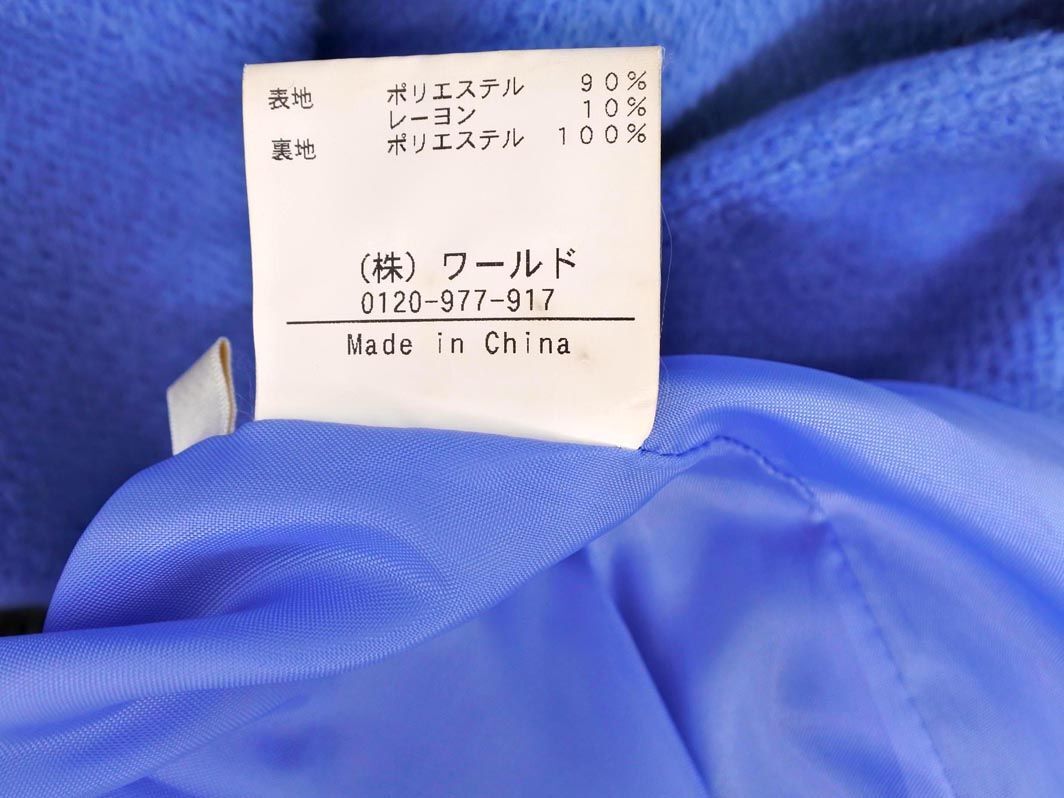 表地 ポリエステル 90%
レーヨン 10%
裏地 ポリエステル 100%
(株)ワールド
0120-977-917
Made in China